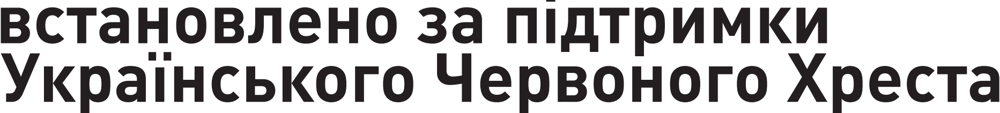 встановлено за підтримки
Українського Червоного Хреста